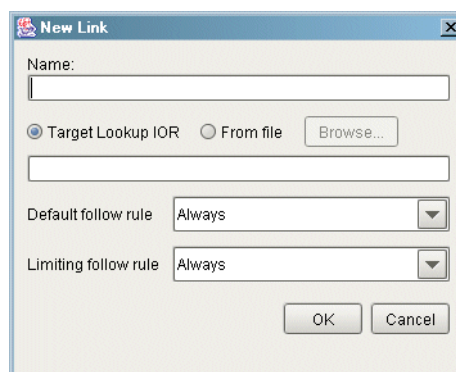 New Link
Name:
Target Lookup IOR From file Browse...
Default follow rule Always
Limiting follow rule Always
OK Cancel